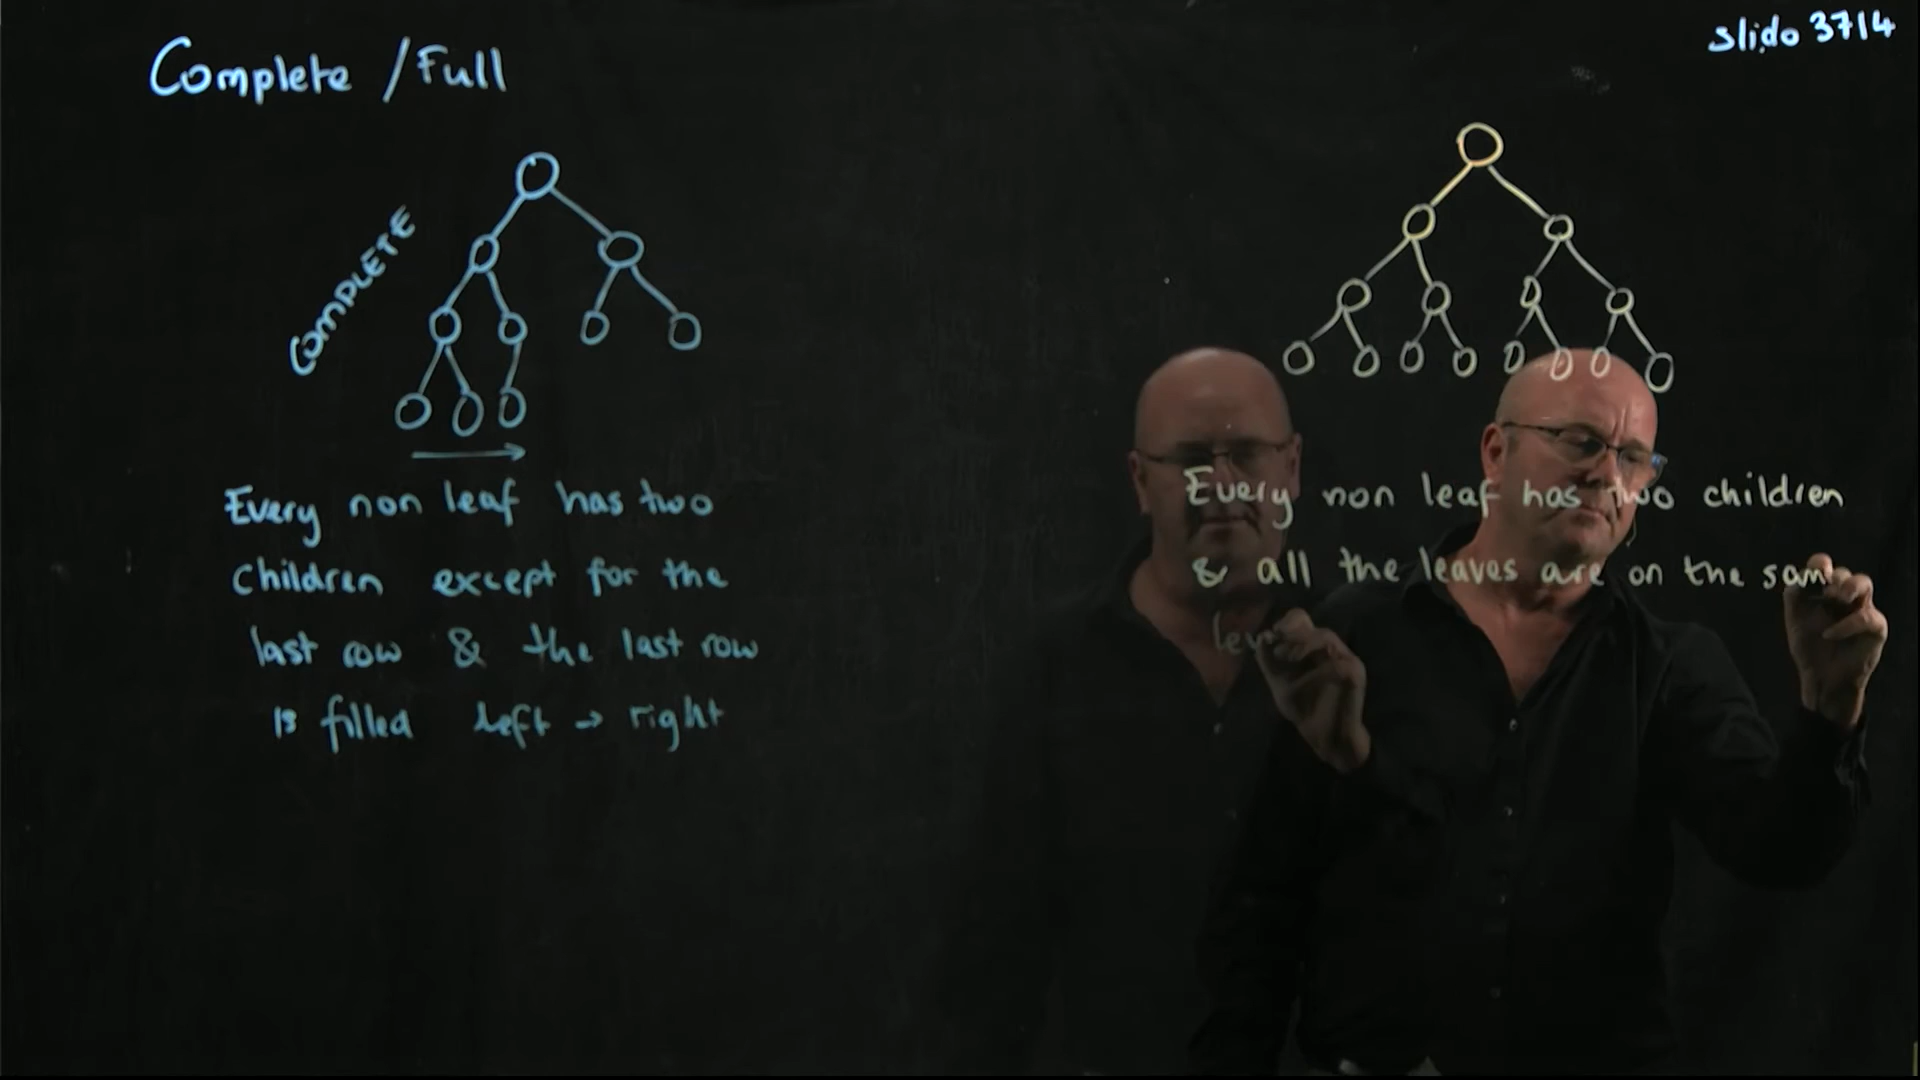 Complete / Full
slido 3714
COMPLETE
Every non leaf has two
children except for the
last row & the last row
is filled left → right
Every non leaf has two children
& all the leaves are on the same